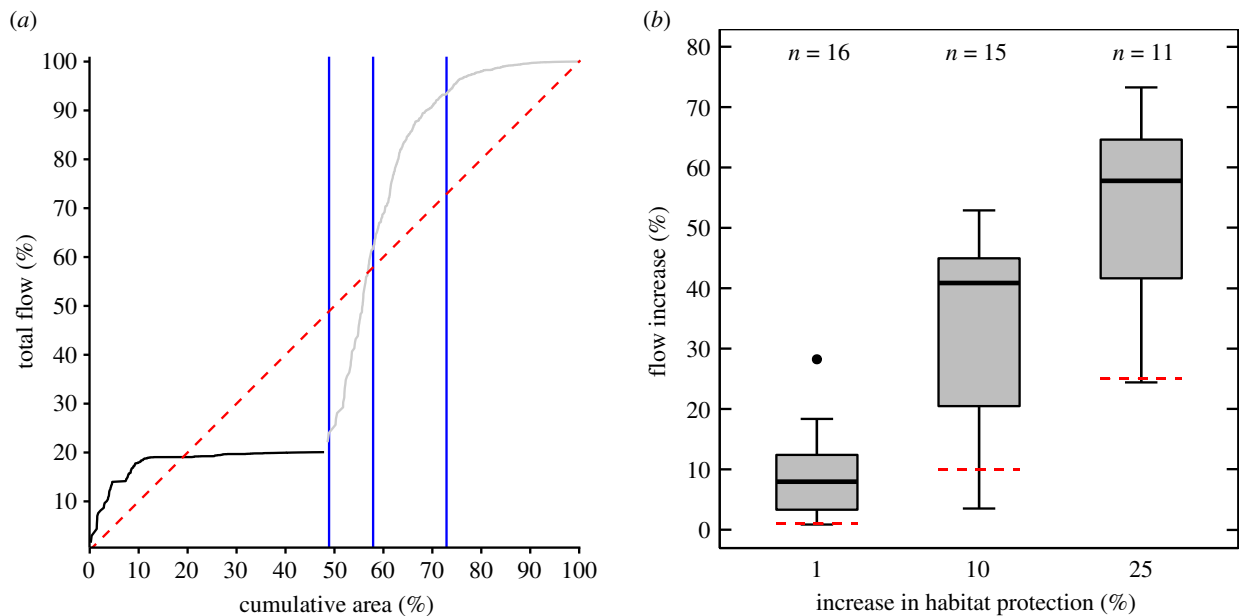 (a)
total flow (%)
100
90
80
70
60
50
40
30
20
10
0 10 20 30 40 50 60 70 80 90 100
cumulative area (%)
(b)
flow increase (%)
80
70
60
50
40
30
20
10
0
n = 16 n = 15 n = 11
1 10 25
increase in habitat protection (%)